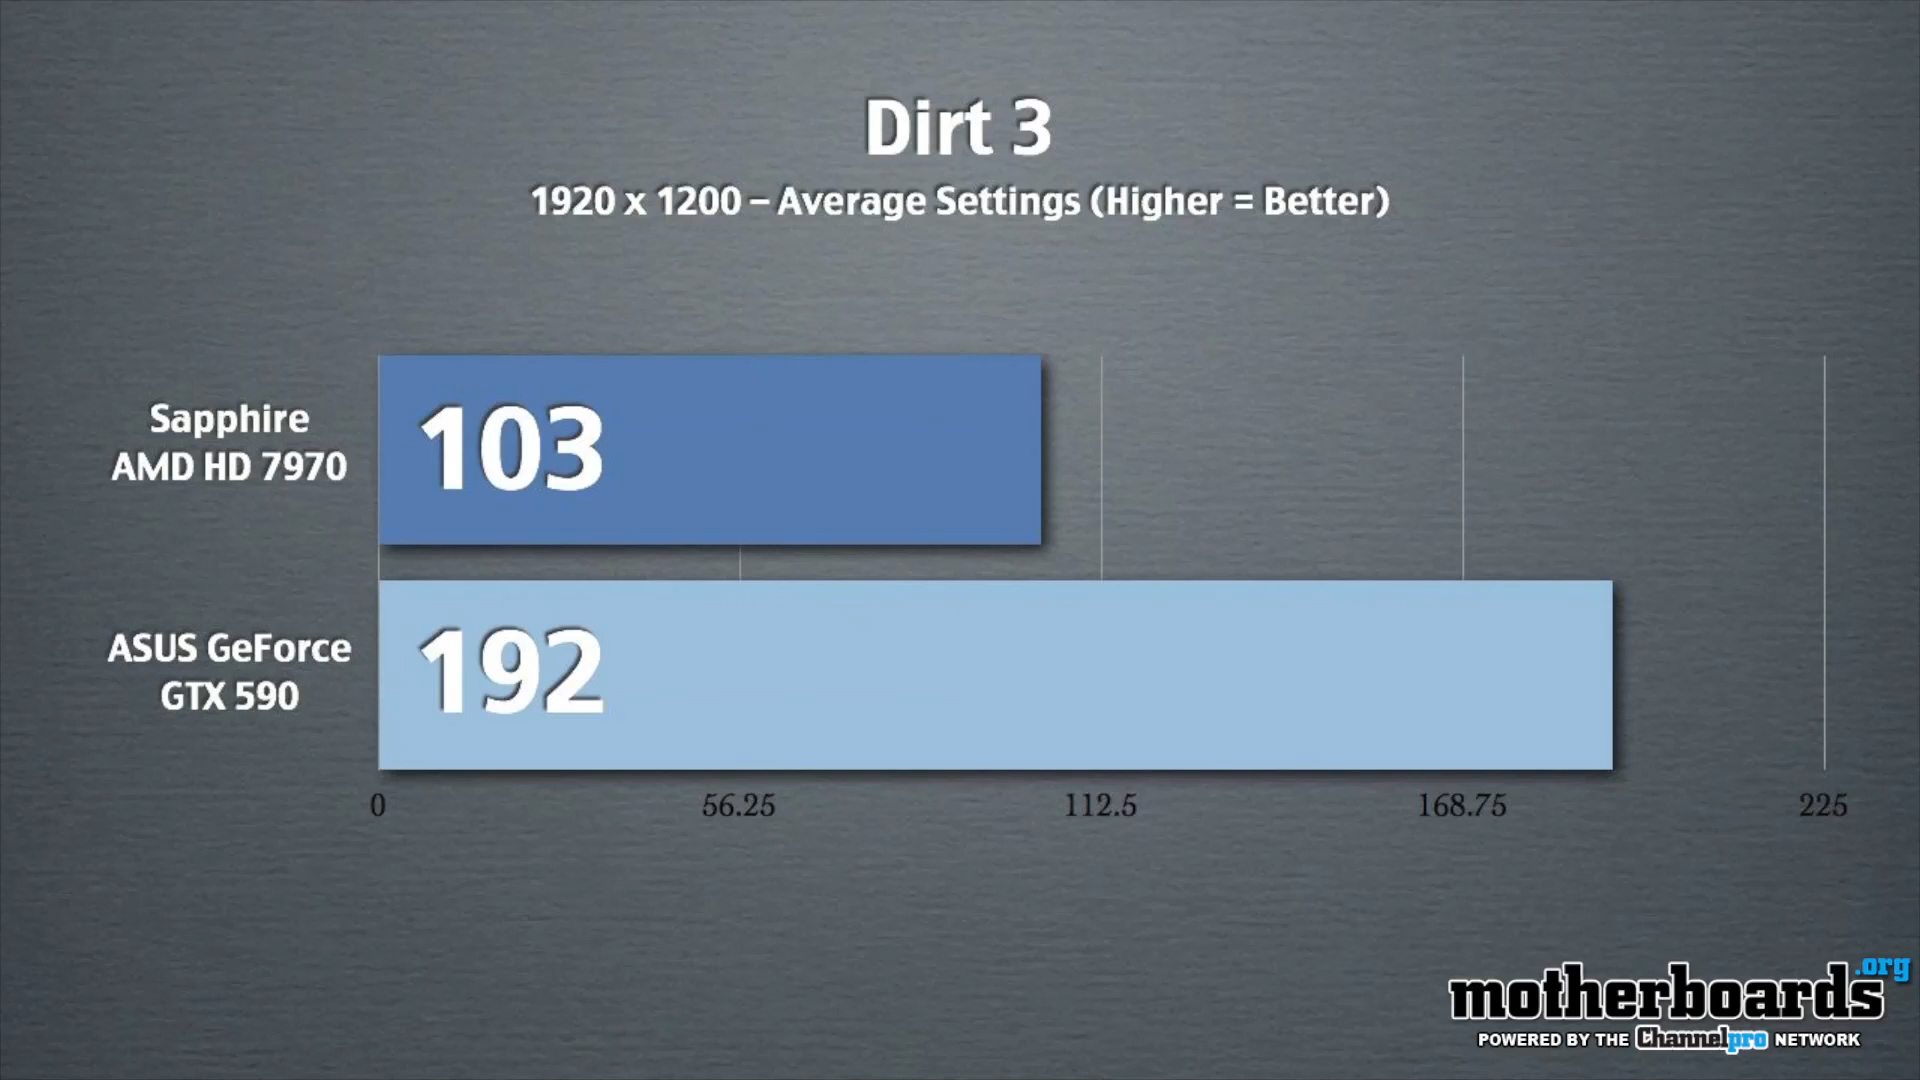 Dirt 3
1920 x 1200 – Average Settings (Higher = Better)
Sapphire
AMD HD 7970
103
ASUS GeForce
GTX 590
192
0 56.25 112.5 168.75 225
motherboards.org
POWERED BY THE Channelpro NETWORK